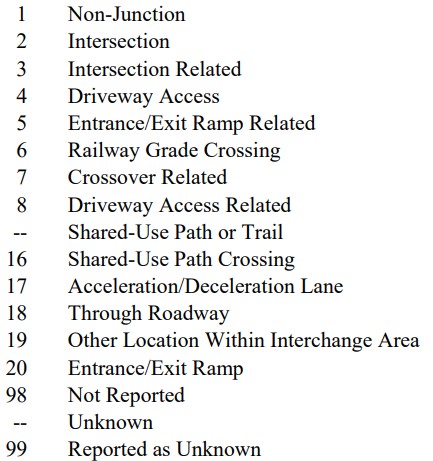 1 Non-Junction
2 Intersection
3 Intersection Related
4 Driveway Access
5 Entrance/Exit Ramp Related
6 Railway Grade Crossing
7 Crossover Related
8 Driveway Access Related
-- Shared-Use Path or Trail
16 Shared-Use Path Crossing
17 Acceleration/Deceleration Lane
18 Through Roadway
19 Other Location Within Interchange Area
20 Entrance/Exit Ramp
98 Not Reported
-- Unknown
99 Reported as Unknown